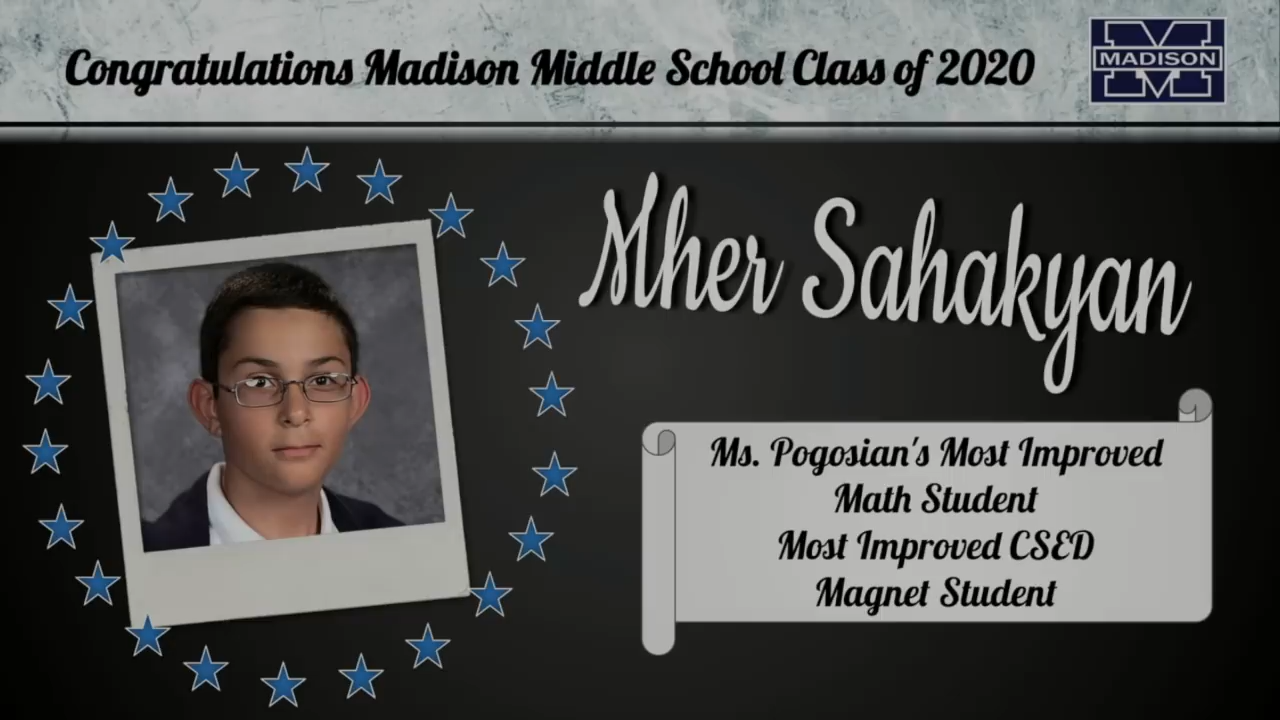 Congratulations Madison Middle School Class of 2020
M
MADISON
Mher Sahakyan
Ms. Pogosian's Most Improved
Math Student
Most Improved CSED
Magnet Student